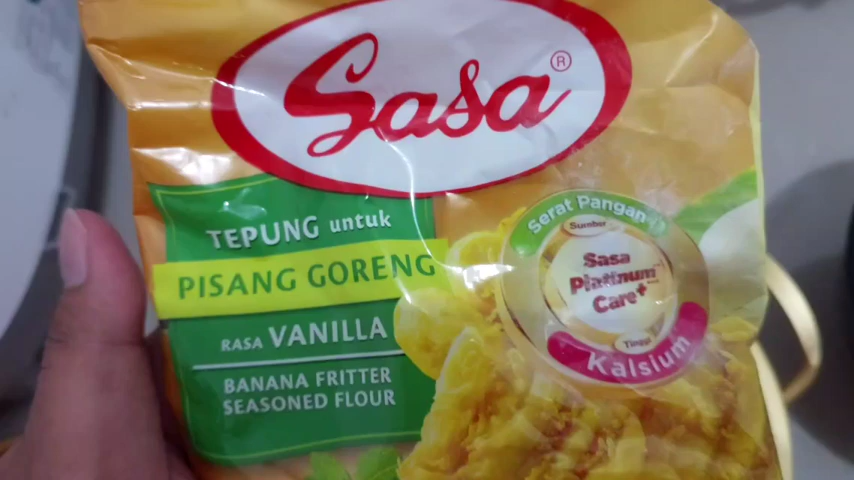 Sasa®
TEPUNG untuk
PISANG GORENG
RASA VANILLA
BANANA FRITTER
SEASONED FLOUR
Serat Pangan
Sumber
Sasa
Platinum
Care+
Tinggi
Kalsium